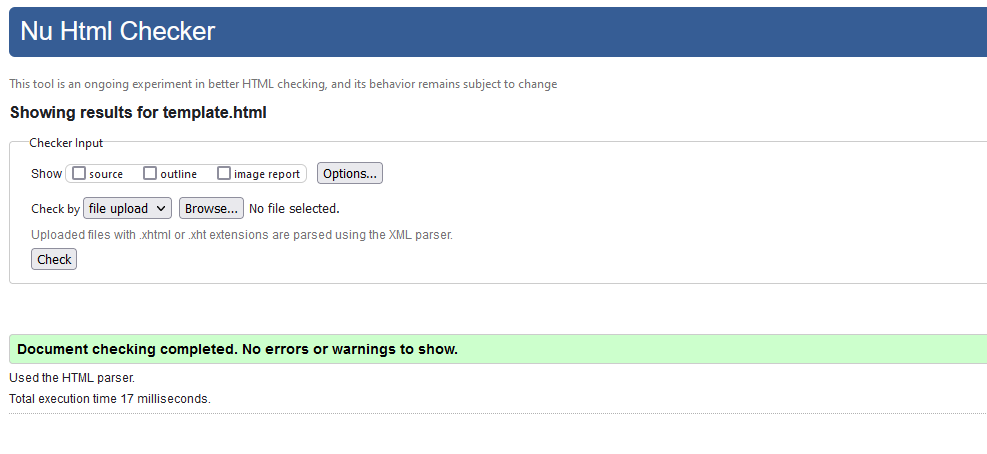 Nu Html Checker
This tool is an ongoing experiment in better HTML checking, and its behavior remains subject to change
Showing results for template.html
Checker Input
Show source outline image report Options...
Check by file upload Browse... No file selected.
Uploaded files with .xhtml or .xht extensions are parsed using the XML parser.
Check
Document checking completed. No errors or warnings to show.
Used the HTML parser.
Total execution time 17 milliseconds.